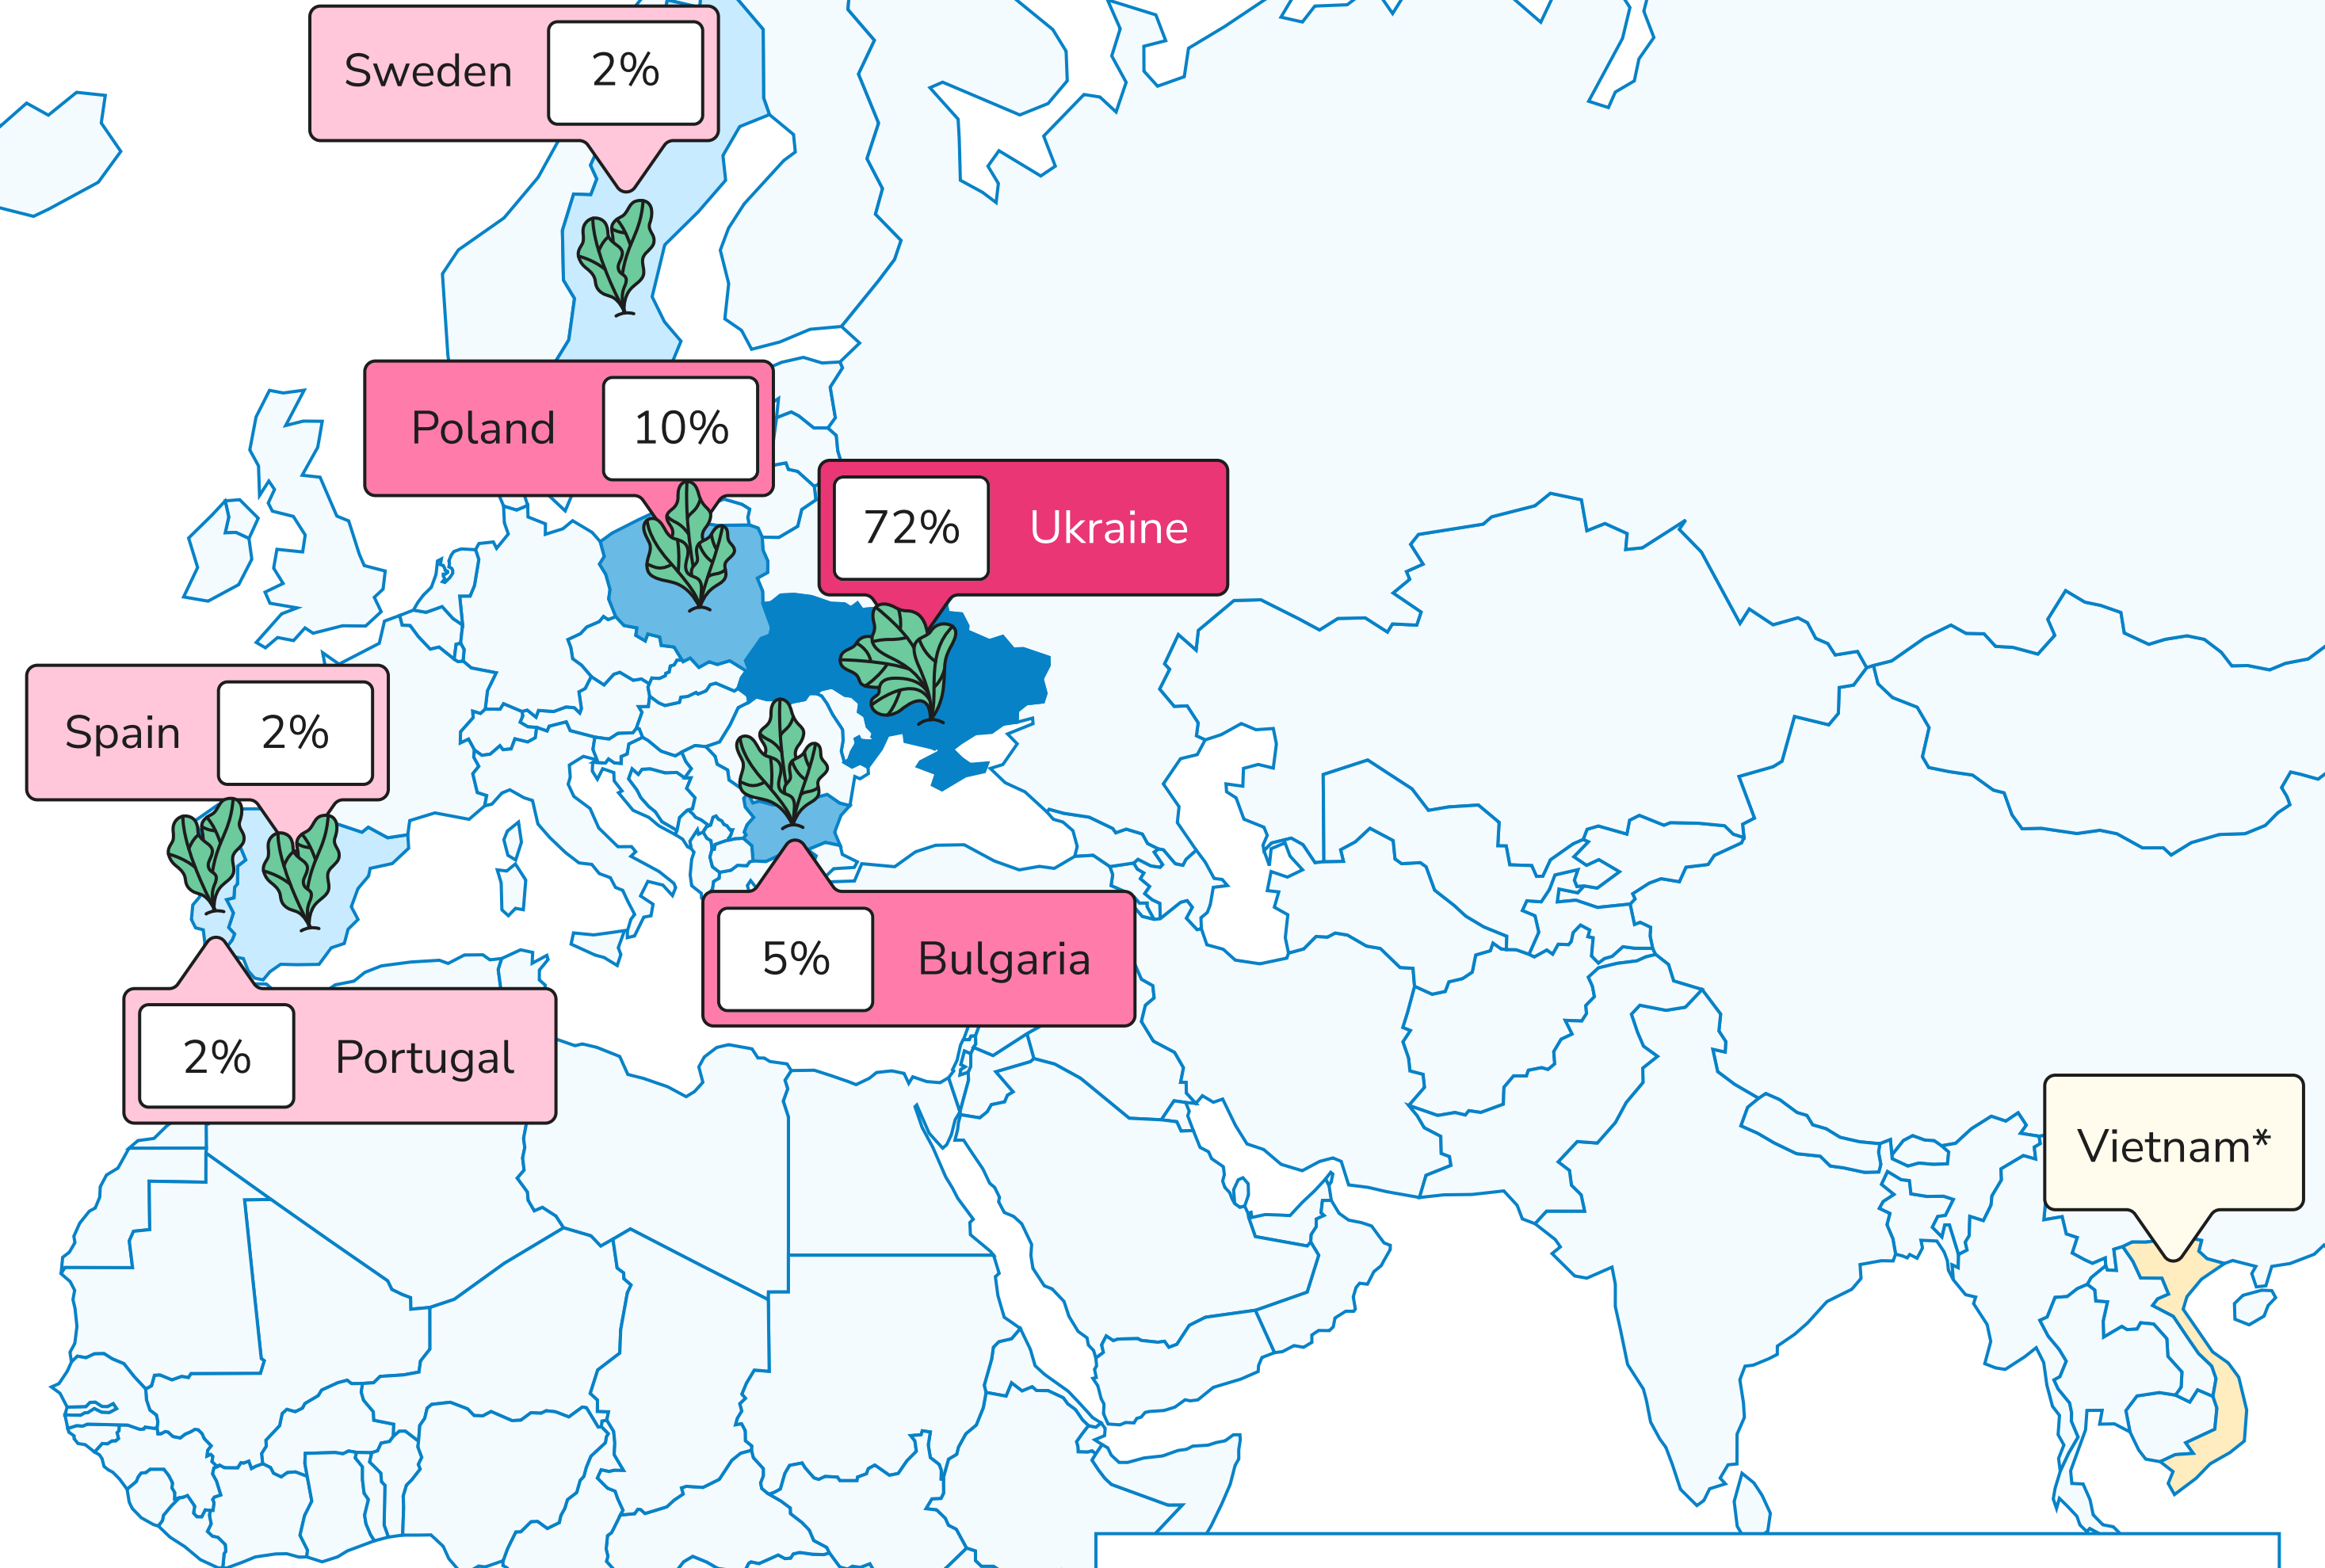 Sweden 2%
Poland 10%
72% Ukraine
Spain 2%
5% Bulgaria
2% Portugal
Vietnam*